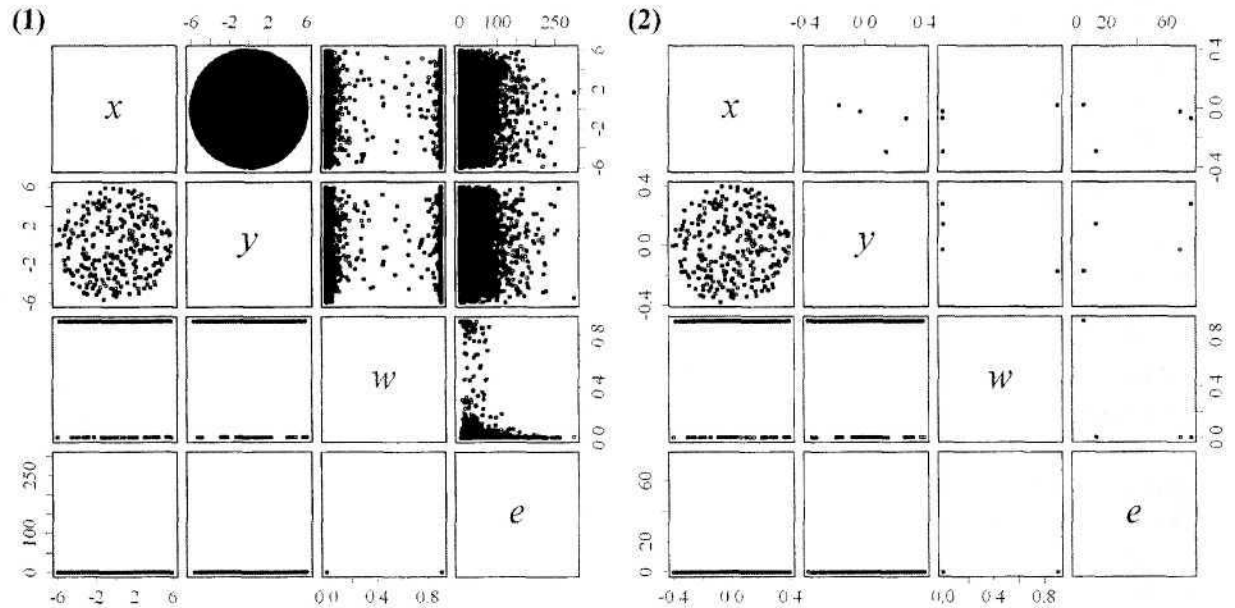 (1)
-6 -2 2 6
0 100 250
x
-6 -2 2 6
6 2 -2 -6
y
w
0 0 0 4 0 8
250 100 0
e
-6 -2 2 6
0 0 0.4 0.8
(2)
-0 4 0 0 0 4
0 20 60
x
-0 4 0 0 0 4
0 4 0.0 -0.4
y
w
0 0 0 4 0 8
60 20 0
e
-0 4 0 0 0 4
0,0 0.4 0.8